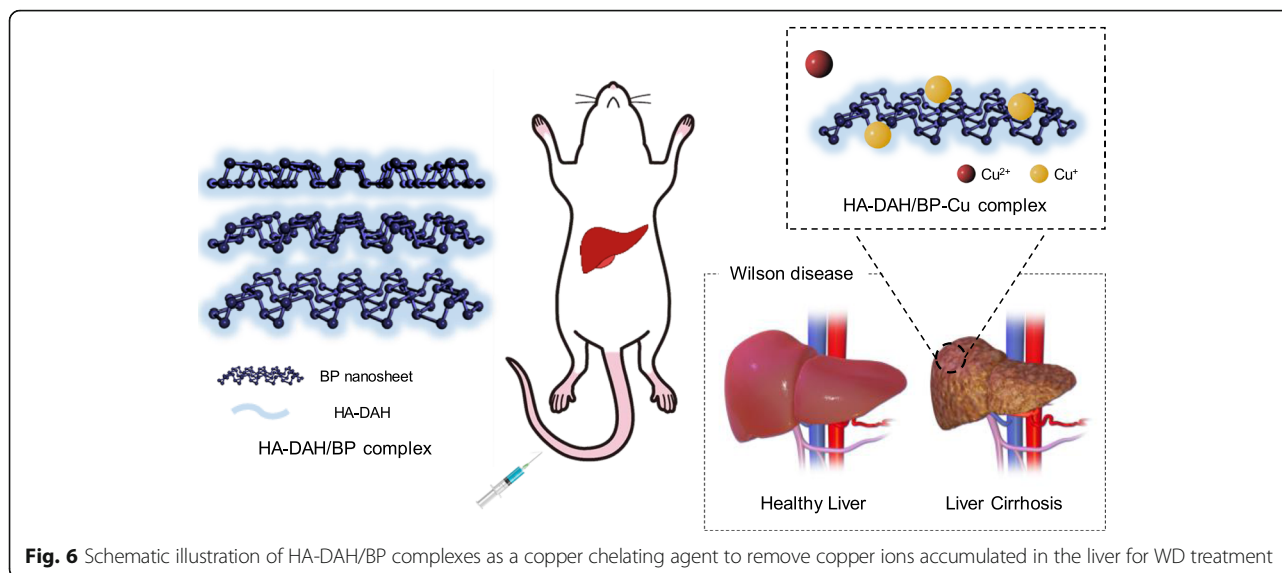 Cu²⁺
Cu⁺
HA-DAH/BP-Cu complex
BP nanosheet
HA-DAH
HA-DAH/BP complex
Wilson disease
Healthy Liver
Liver Cirrhosis
Fig. 6 Schematic illustration of HA-DAH/BP complexes as a copper chelating agent to remove copper ions accumulated in the liver for WD treatment